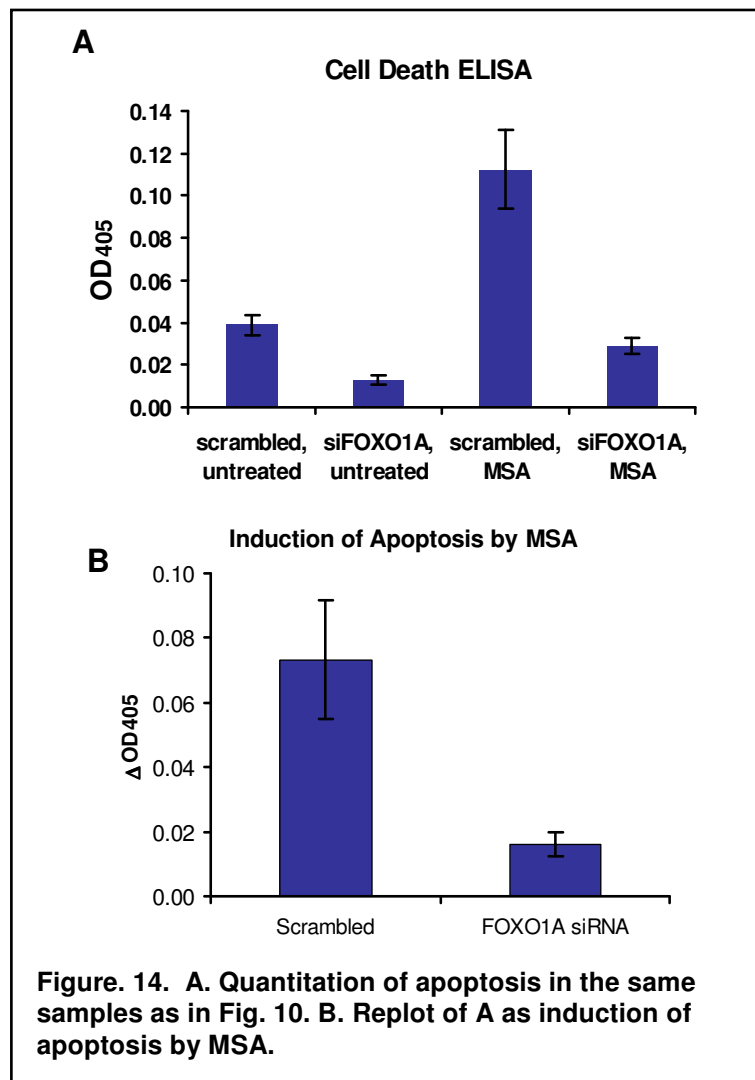 A
Cell Death ELISA
0.14
0.12
0.10
0.08
0.06
0.04
0.02
0.00
OD405
scrambled, untreated
siFOXO1A, untreated
scrambled, MSA
siFOXO1A, MSA
B
Induction of Apoptosis by MSA
0.10
0.08
0.06
0.04
0.02
0.00
ΔOD405
Scrambled
FOXO1A siRNA
Figure. 14. A. Quantitation of apoptosis in the same
samples as in Fig. 10. B. Replot of A as induction of
apoptosis by MSA.